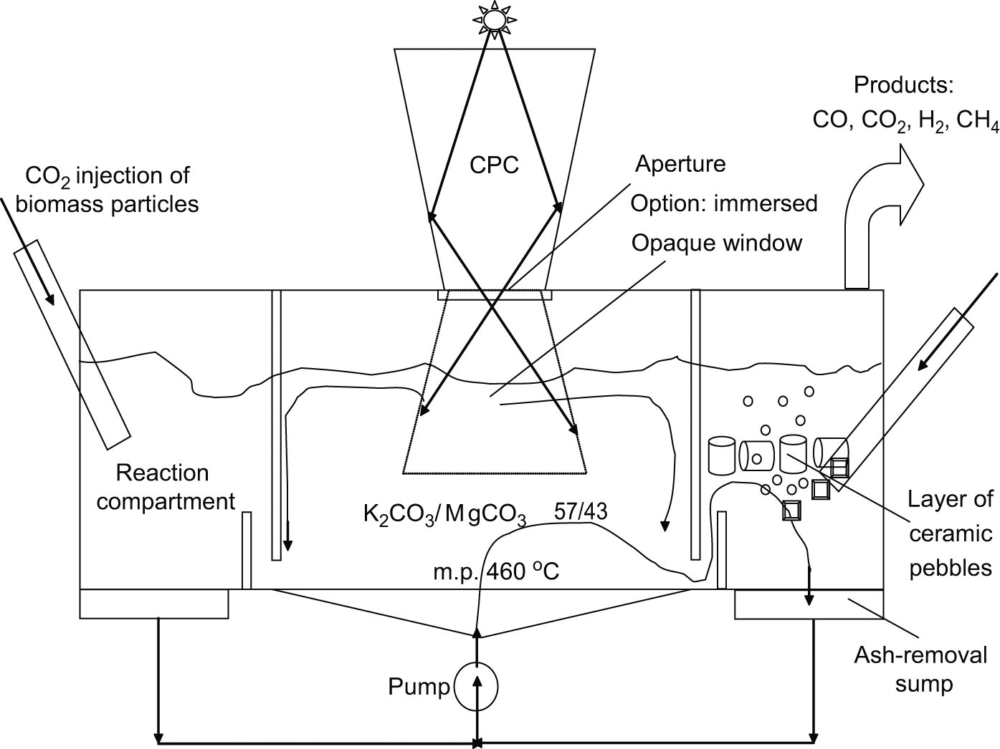 Products:
CO, CO₂, H₂, CH₄
CPC
Aperture
Option: immersed
Opaque window
CO₂ injection of
biomass particles
Reaction
compartment
K₂CO₃/ MgCO₃ 57/43
m.p. 460 °C
Layer of
ceramic
pebbles
Pump
Ash-removal
sump